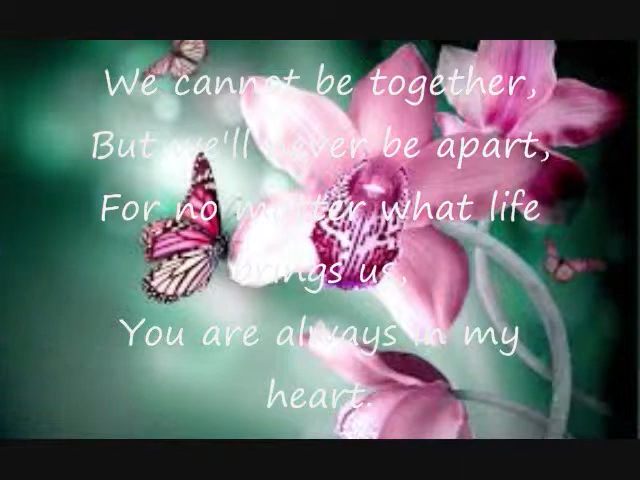 We cannot be together,
But we'll never be apart,
For no matter what life
brings us,
You are always in my
heart.